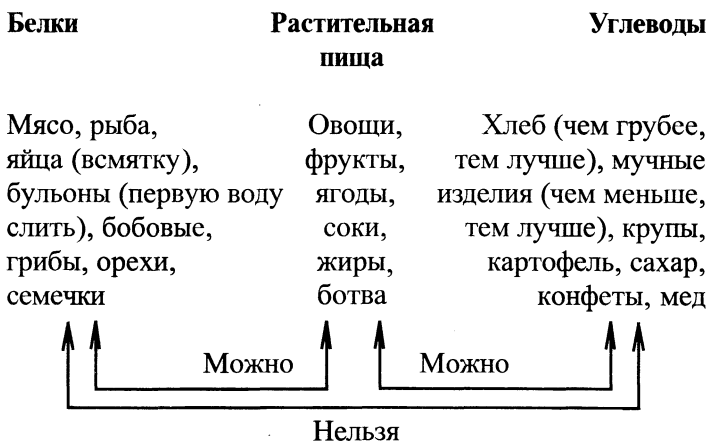 Белки
Растительная
пища
Углеводы
Мясо, рыба,
яйца (всмятку),
бульоны (первую воду
слить), бобовые,
грибы, орехи,
семечки
Овощи,
фрукты,
ягоды,
соки,
жиры,
ботва
Хлеб (чем грубее,
тем лучше), мучные
изделия (чем меньше,
тем лучше), крупы,
картофель, сахар,
конфеты, мед
Можно
Можно
Нельзя